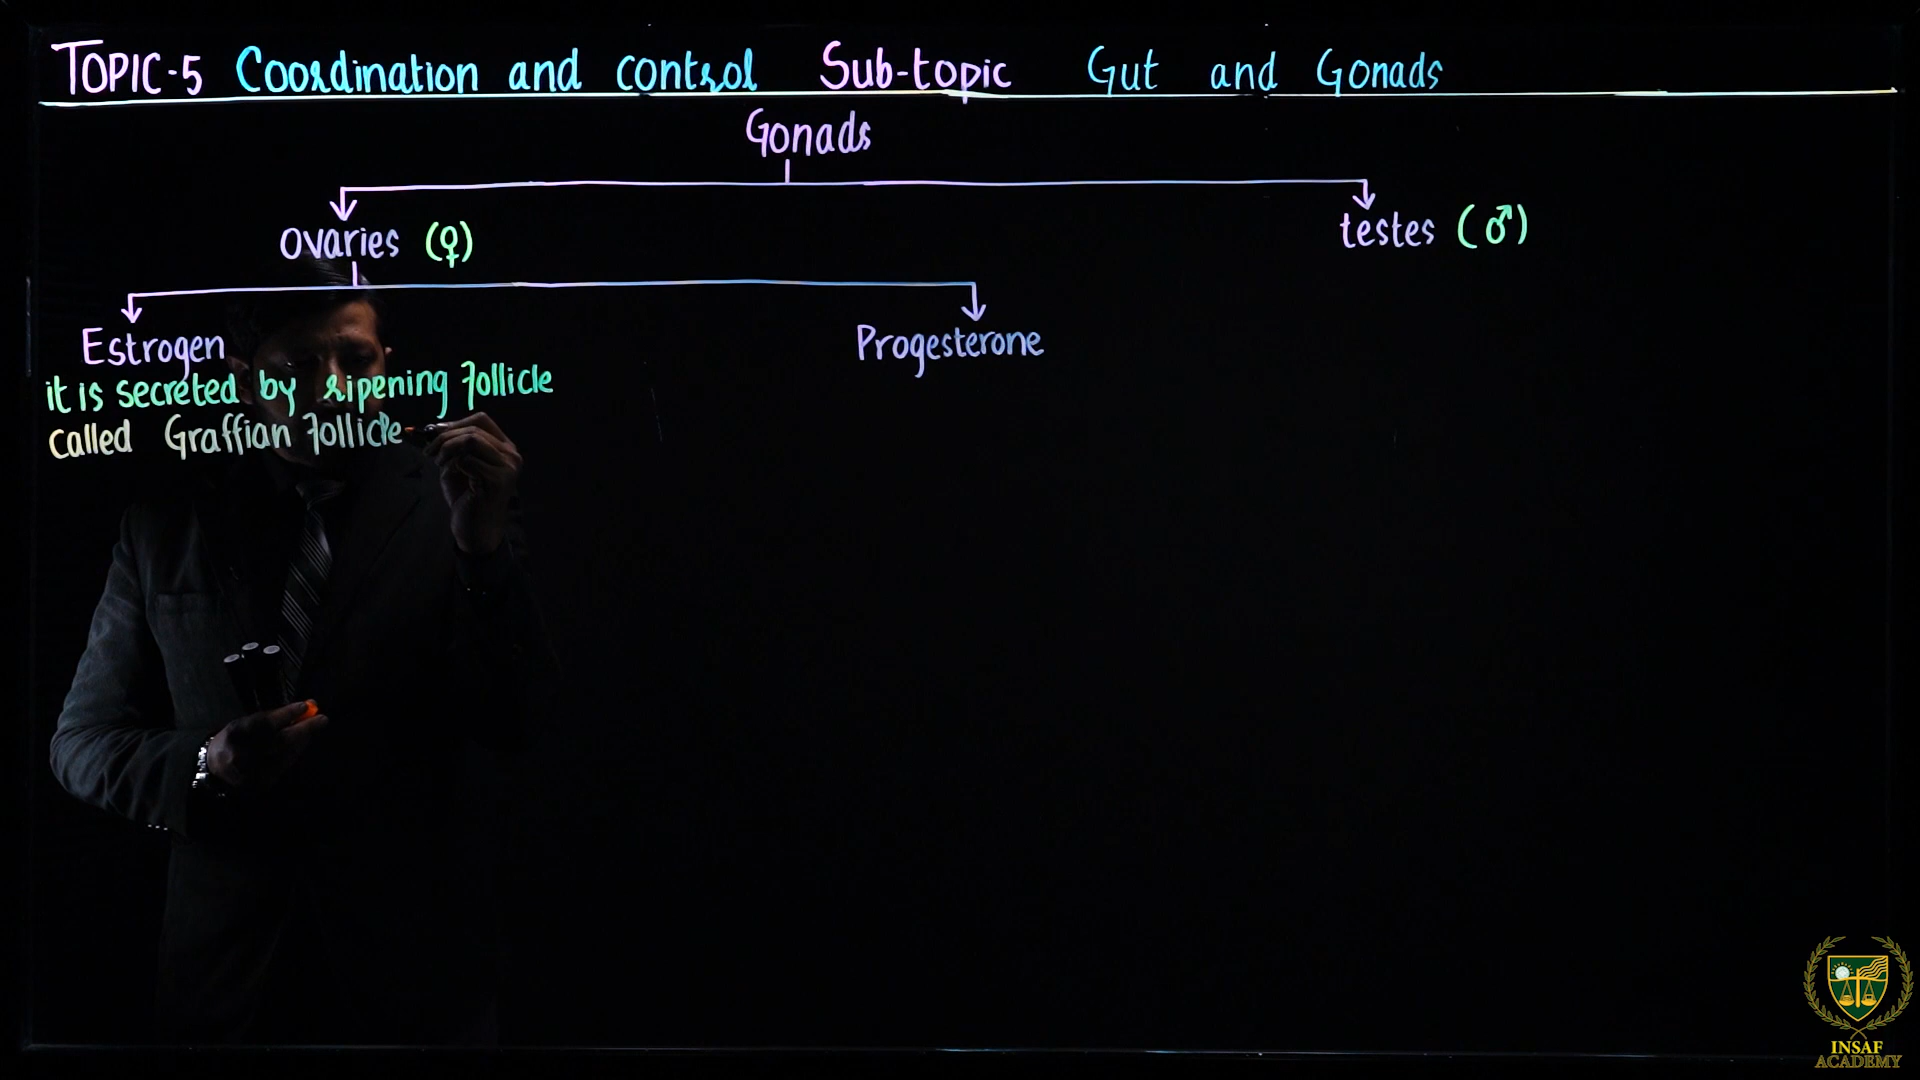 TOPIC-5 Coordination and control Sub-topic Gut and Gonads
Gonads
Ovaries (♀)
testes (♂)
Estrogen
Progesterone
it is secreted by ripening follicle
called Graffian follicle
INSAF
ACADEMY